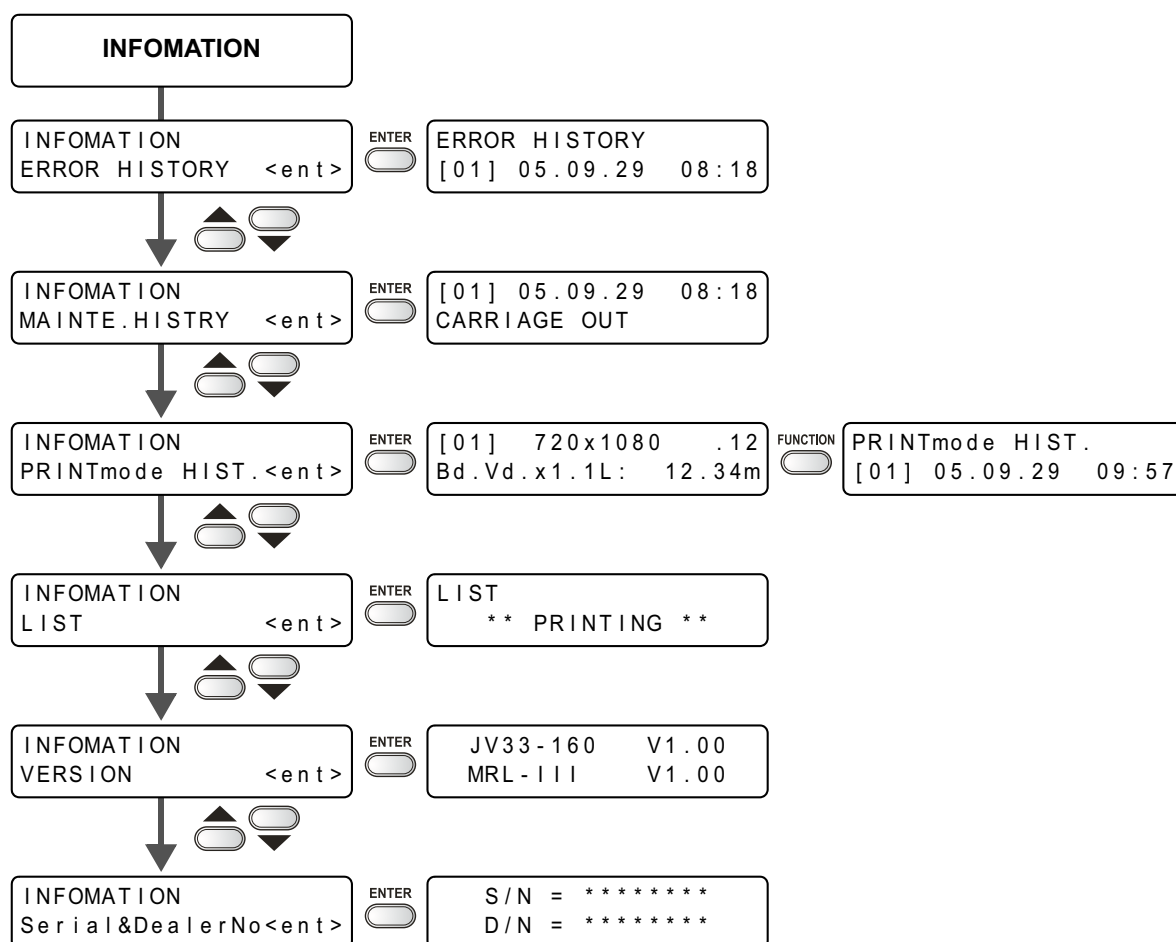 INFOMATION
INFOMATION
ERROR HISTORY <ent>
ENTER
ERROR HISTORY
[01] 05.09.29 08:18
INFOMATION
MAINTE.HISTRY <ent>
ENTER
[01] 05.09.29 08:18
CARRIAGE OUT
INFOMATION
PRINTmode HIST.<ent>
ENTER
[01] 720x1080 .12
Bd.Vd.x1.1L: 12.34m
FUNCTION
PRINTmode HIST.
[01] 05.09.29 09:57
INFOMATION
LIST <ent>
ENTER
LIST
** PRINTING **
INFOMATION
VERSION <ent>
ENTER
JV33-160 V1.00
MRL-III V1.00
INFOMATION
Serial&DealerNo<ent>
ENTER
S/N = ********
D/N = ********